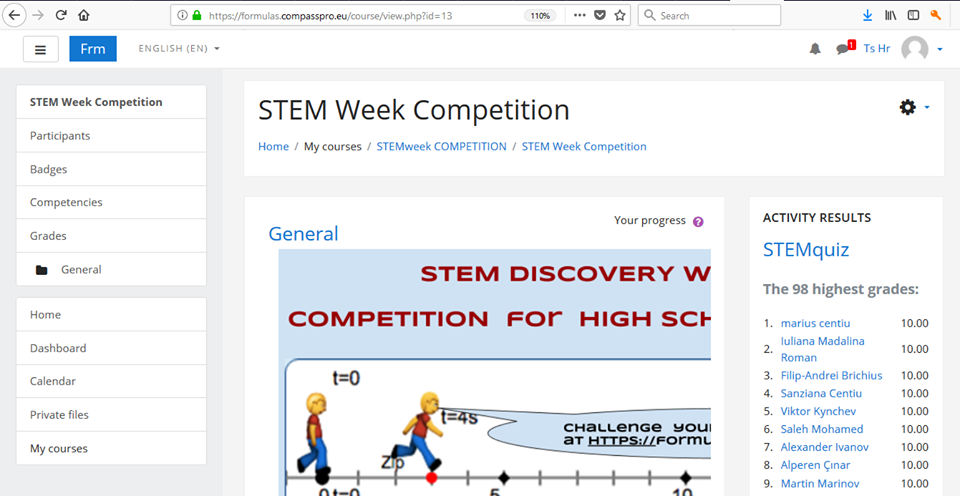 https://formulas.compasspro.eu/course/view.php?id=13
110%
Search
Frm
ENGLISH (EN)
1
Ts Hr
STEM Week Competition
Participants
Badges
Competencies
Grades
General
Home
Dashboard
Calendar
Private files
My courses
STEM Week Competition
Home / My courses / STEMweek COMPETITION / STEM Week Competition
Your progress
General
STEM DISCOVERY W
COMPETITION For HIGH SCH
t=0
t=4s
CHALLENGE YOU
AT HTTPS://FORMU
Zip
0 t=0 5 10
ACTIVITY RESULTS
STEMquiz
The 98 highest grades:
1. marius centiu 10.00
2. Iuliana Madalina Roman 10.00
3. Filip-Andrei Brichius 10.00
4. Sanziana Centiu 10.00
5. Viktor Kynchev 10.00
6. Saleh Mohamed 10.00
7. Alexander Ivanov 10.00
8. Alperen Çınar 10.00
9. Martin Marinov 10.00